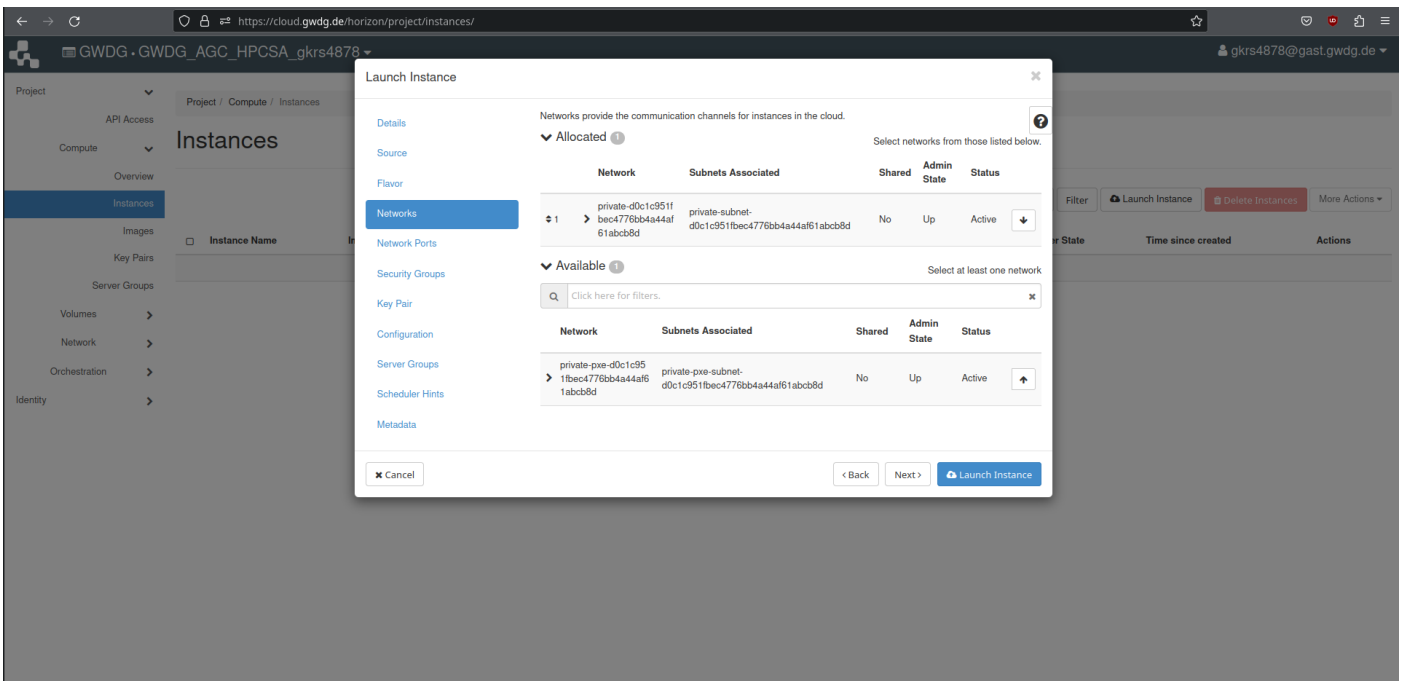 https://cloud.gwdg.de/horizon/project/instances/
GWDG • GWDG_AGC_HPCSA_gkrs4878
gkrs4878@gast.gwdg.de
Project
API Access
Compute
Overview
Instances
Images
Key Pairs
Server Groups
Volumes
Network
Orchestration
Identity
Project / Compute / Instances
Instances
Filter
Launch Instance
Delete Instances
More Actions
Instance Name
Time since created
Actions
Launch Instance
Details
Source
Flavor
Networks
Network Ports
Security Groups
Key Pair
Configuration
Server Groups
Scheduler Hints
Metadata
Networks provide the communication channels for instances in the cloud.
Allocated 1
Select networks from those listed below.
Network Subnets Associated Shared Admin State Status
1
private-d0c1c951f
bec4776bb4a44af
61abcb8d
private-subnet-
d0c1c951fbec4776bb4a44af61abcb8d
No Up Active
Available 1
Select at least one network
Click here for filters.
Network Subnets Associated Shared Admin State Status
private-pxe-d0c1c95
1fbec4776bb4a44af6
1abcb8d
private-pxe-subnet-
d0c1c951fbec4776bb4a44af61abcb8d
No Up Active
Cancel
Back
Next
Launch Instance